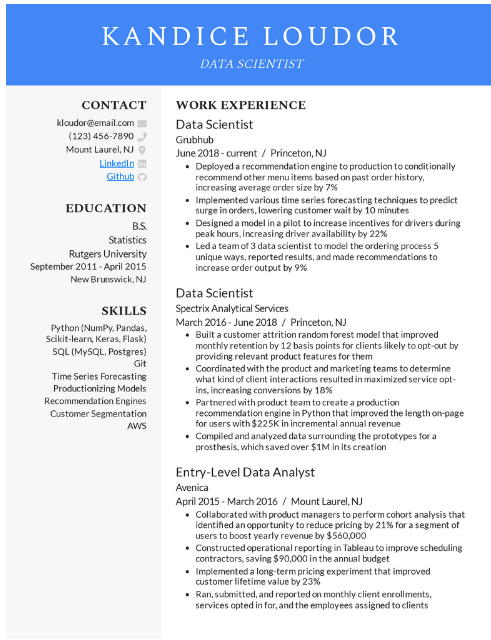 KANDICE LOUDOR
DATA SCIENTIST
CONTACT
kloudor@email.com
(123) 456-7890
Mount Laurel, NJ
LinkedIn
Github
EDUCATION
B.S.
Statistics
Rutgers University
September 2011 - April 2015
New Brunswick, NJ
SKILLS
Python (NumPy, Pandas,
Scikit-learn, Keras, Flask)
SQL (MySQL, Postgres)
Git
Time Series Forecasting
Productionizing Models
Recommendation Engines
Customer Segmentation
AWS
WORK EXPERIENCE
Data Scientist
Grubhub
June 2018 - current / Princeton, NJ
• Deployed a recommendation engine to production to conditionally
recommend other menu items based on past order history,
increasing average order size by 7%
• Implemented various time series forecasting techniques to predict
surge in orders, lowering customer wait by 10 minutes
• Designed a model in a pilot to increase incentives for drivers during
peak hours, increasing driver availability by 22%
• Led a team of 3 data scientist to model the ordering process 5
unique ways, reported results, and made recommendations to
increase order output by 9%
Data Scientist
Spectrix Analytical Services
March 2016 - June 2018 / Princeton, NJ
• Built a customer attrition random forest model that improved
monthly retention by 12 basis points for clients likely to opt-out by
providing relevant product features for them
• Coordinated with the product and marketing teams to determine
what kind of client interactions resulted in maximized service opt-
ins, increasing conversions by 18%
• Partnered with product team to create a production
recommendation engine in Python that improved the length on-page
for users with $225K in incremental annual revenue
• Compiled and analyzed data surrounding the prototypes for a
prosthesis, which saved over $1M in its creation
Entry-Level Data Analyst
Avenica
April 2015 - March 2016 / Mount Laurel, NJ
• Collaborated with product managers to perform cohort analysis that
identified an opportunity to reduce pricing by 21% for a segment of
users to boost yearly revenue by $560,000
• Constructed operational reporting in Tableau to improve scheduling
contractors, saving $90,000 in the annual budget
• Implemented a long-term pricing experiment that improved
customer lifetime value by 23%
• Ran, submitted, and reported on monthly client enrollments,
services opted in for, and the employees assigned to clients